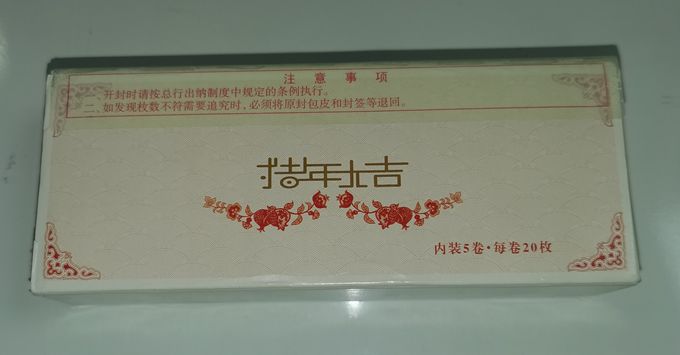 注意事项
一、开封时请按总行出纳制度中规定的条例执行。
二、如发现枚数不符需要追究时，必须将原封包皮和封签等退回。
猪年大吉
内装5卷·每卷20枚